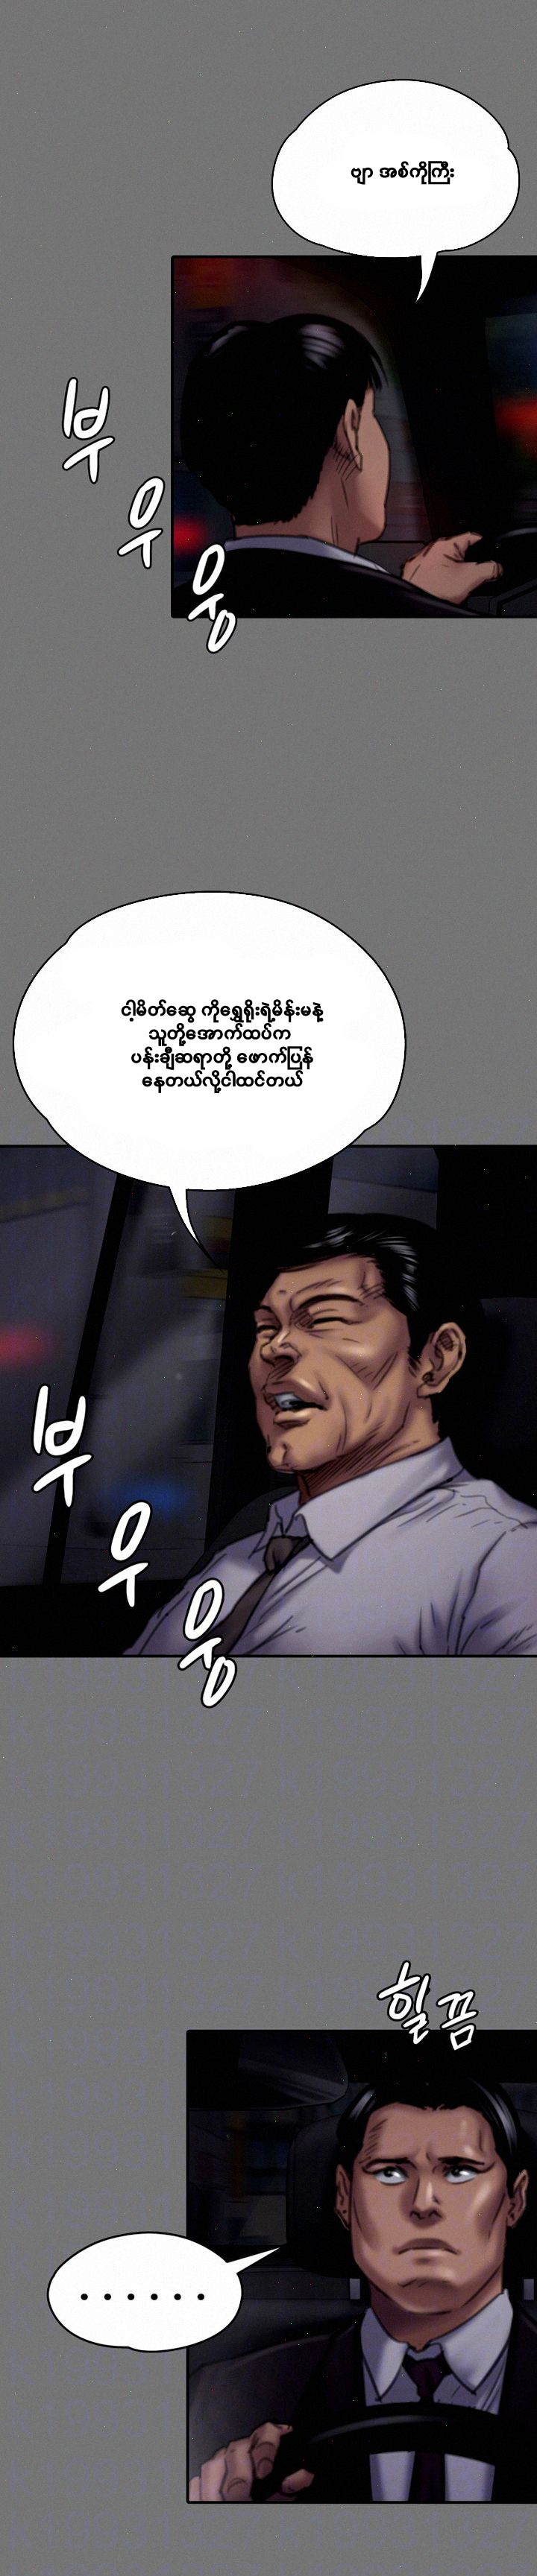 ဗျာ အစ်ကိုကြီး
부
우
웅
ငါ့မိတ်ဆွေ ကိုရွှေရိုးရဲ့မိန်းမနဲ့
သူတို့အောက်ထပ်က
ပန်းချီဆရာတို့ ဖောက်ပြန်
နေတယ်လို့ငါထင်တယ်
부
우
웅
힐끔
......